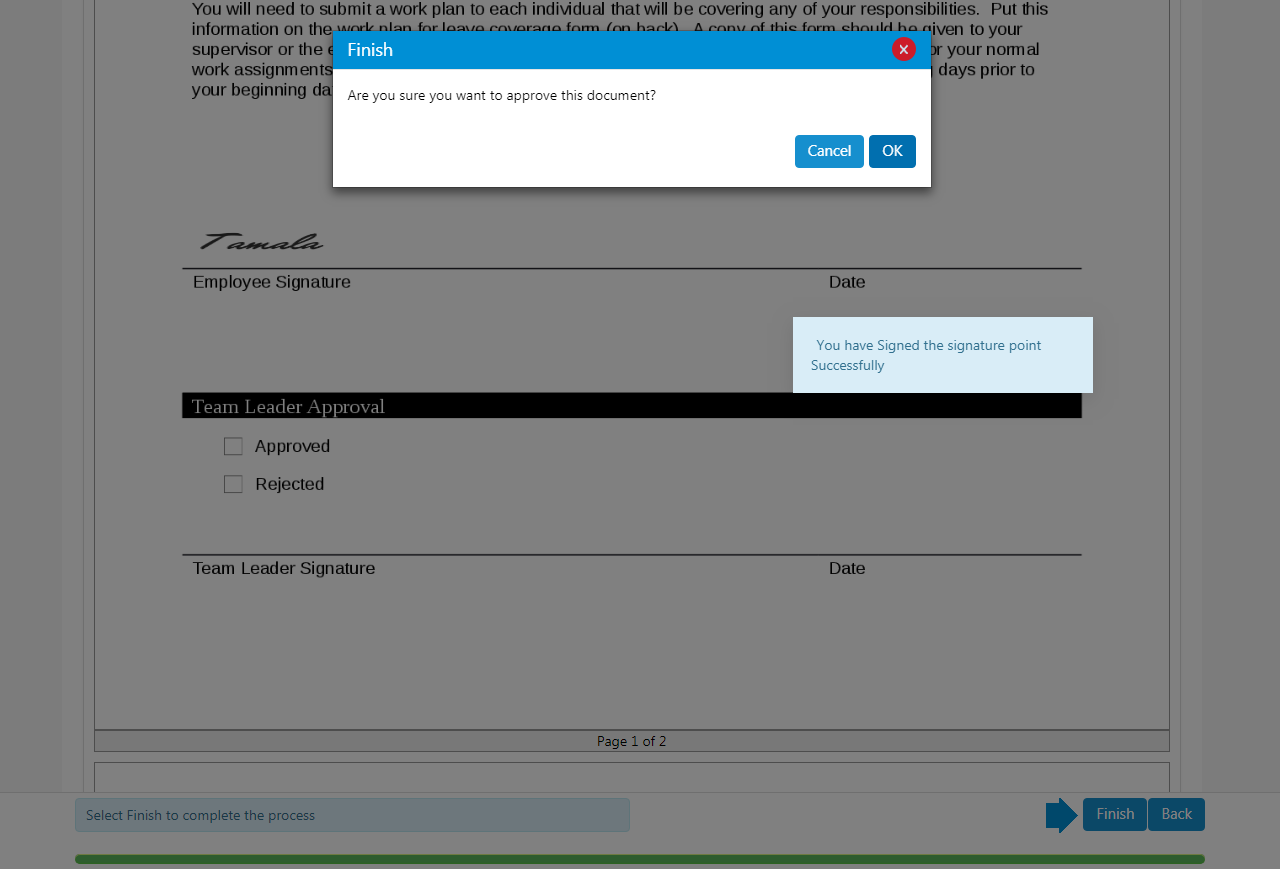 You will need to submit a work plan to each individual that will be covering any of your responsibilities. Put this
information on the work plan for leave coverage form (on back). A copy of this form should be given to your
supervisor or the
or your normal
work assignments
days prior to
your beginning
Finish
Are you sure you want to approve this document?
Cancel OK
Tamala
Employee Signature Date
You have Signed the signature point
Successfully
Team Leader Approval
Approved
Rejected
Team Leader Signature Date
Page 1 of 2
Select Finish to complete the process
Finish Back